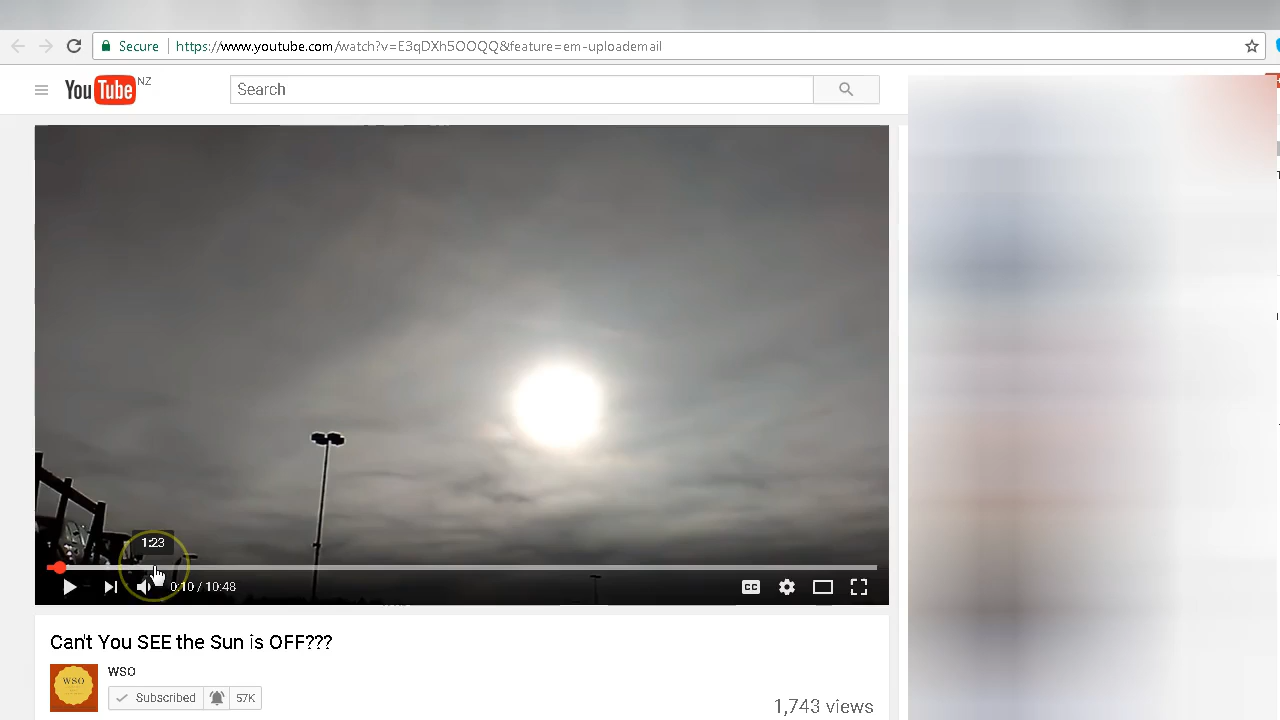 Secure https://www.youtube.com/watch?v=E3qDXh5OOQQ&feature=em-uploademail
YouTube NZ
Search
1:23
0:10 / 10:48
CC
Can't You SEE the Sun is OFF???
WSO
WSO
Subscribed 57K
1,743 views